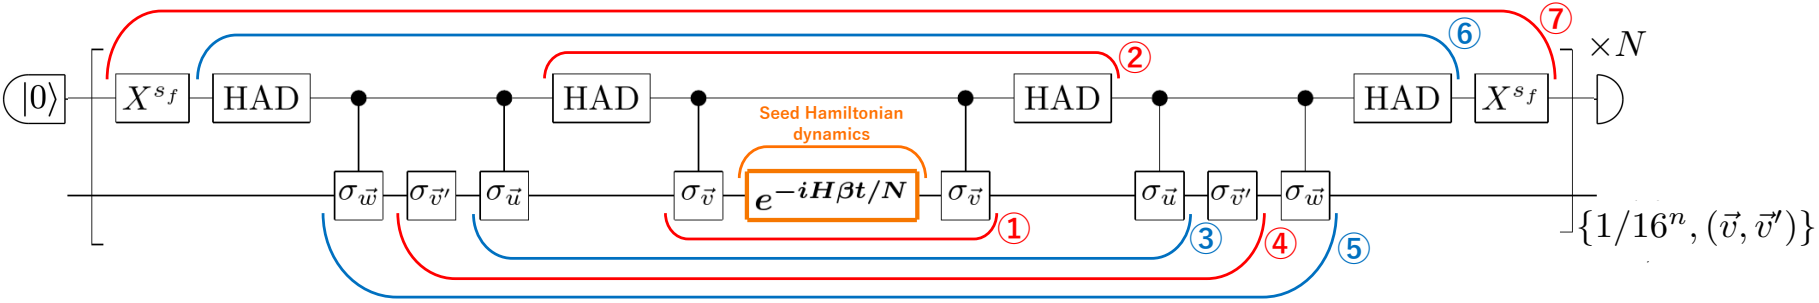 ⑦
⑥
×N
②
|0⟩ X^{s_f} HAD HAD HAD HAD X^{s_f}
Seed Hamiltonian
dynamics
σ_{\vec{w}} σ_{\vec{v}'} σ_{\vec{u}} σ_{\vec{v}} e^{-iHβt/N} σ_{\vec{v}} σ_{\vec{u}} σ_{\vec{v}'} σ_{\vec{w}}
① ③ ④ ⑤ {1/16^n, (\vec{v}, \vec{v}')}